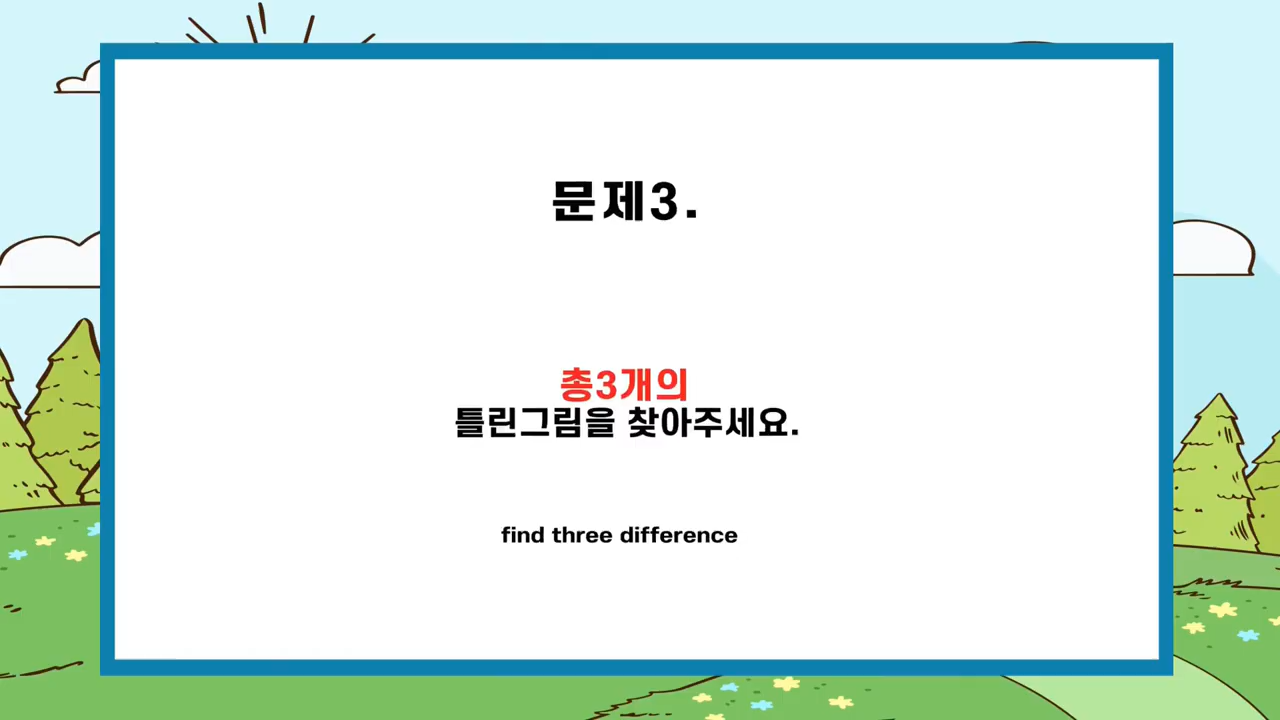 문제3.
총3개의
틀린그림을 찾아주세요.
find three difference